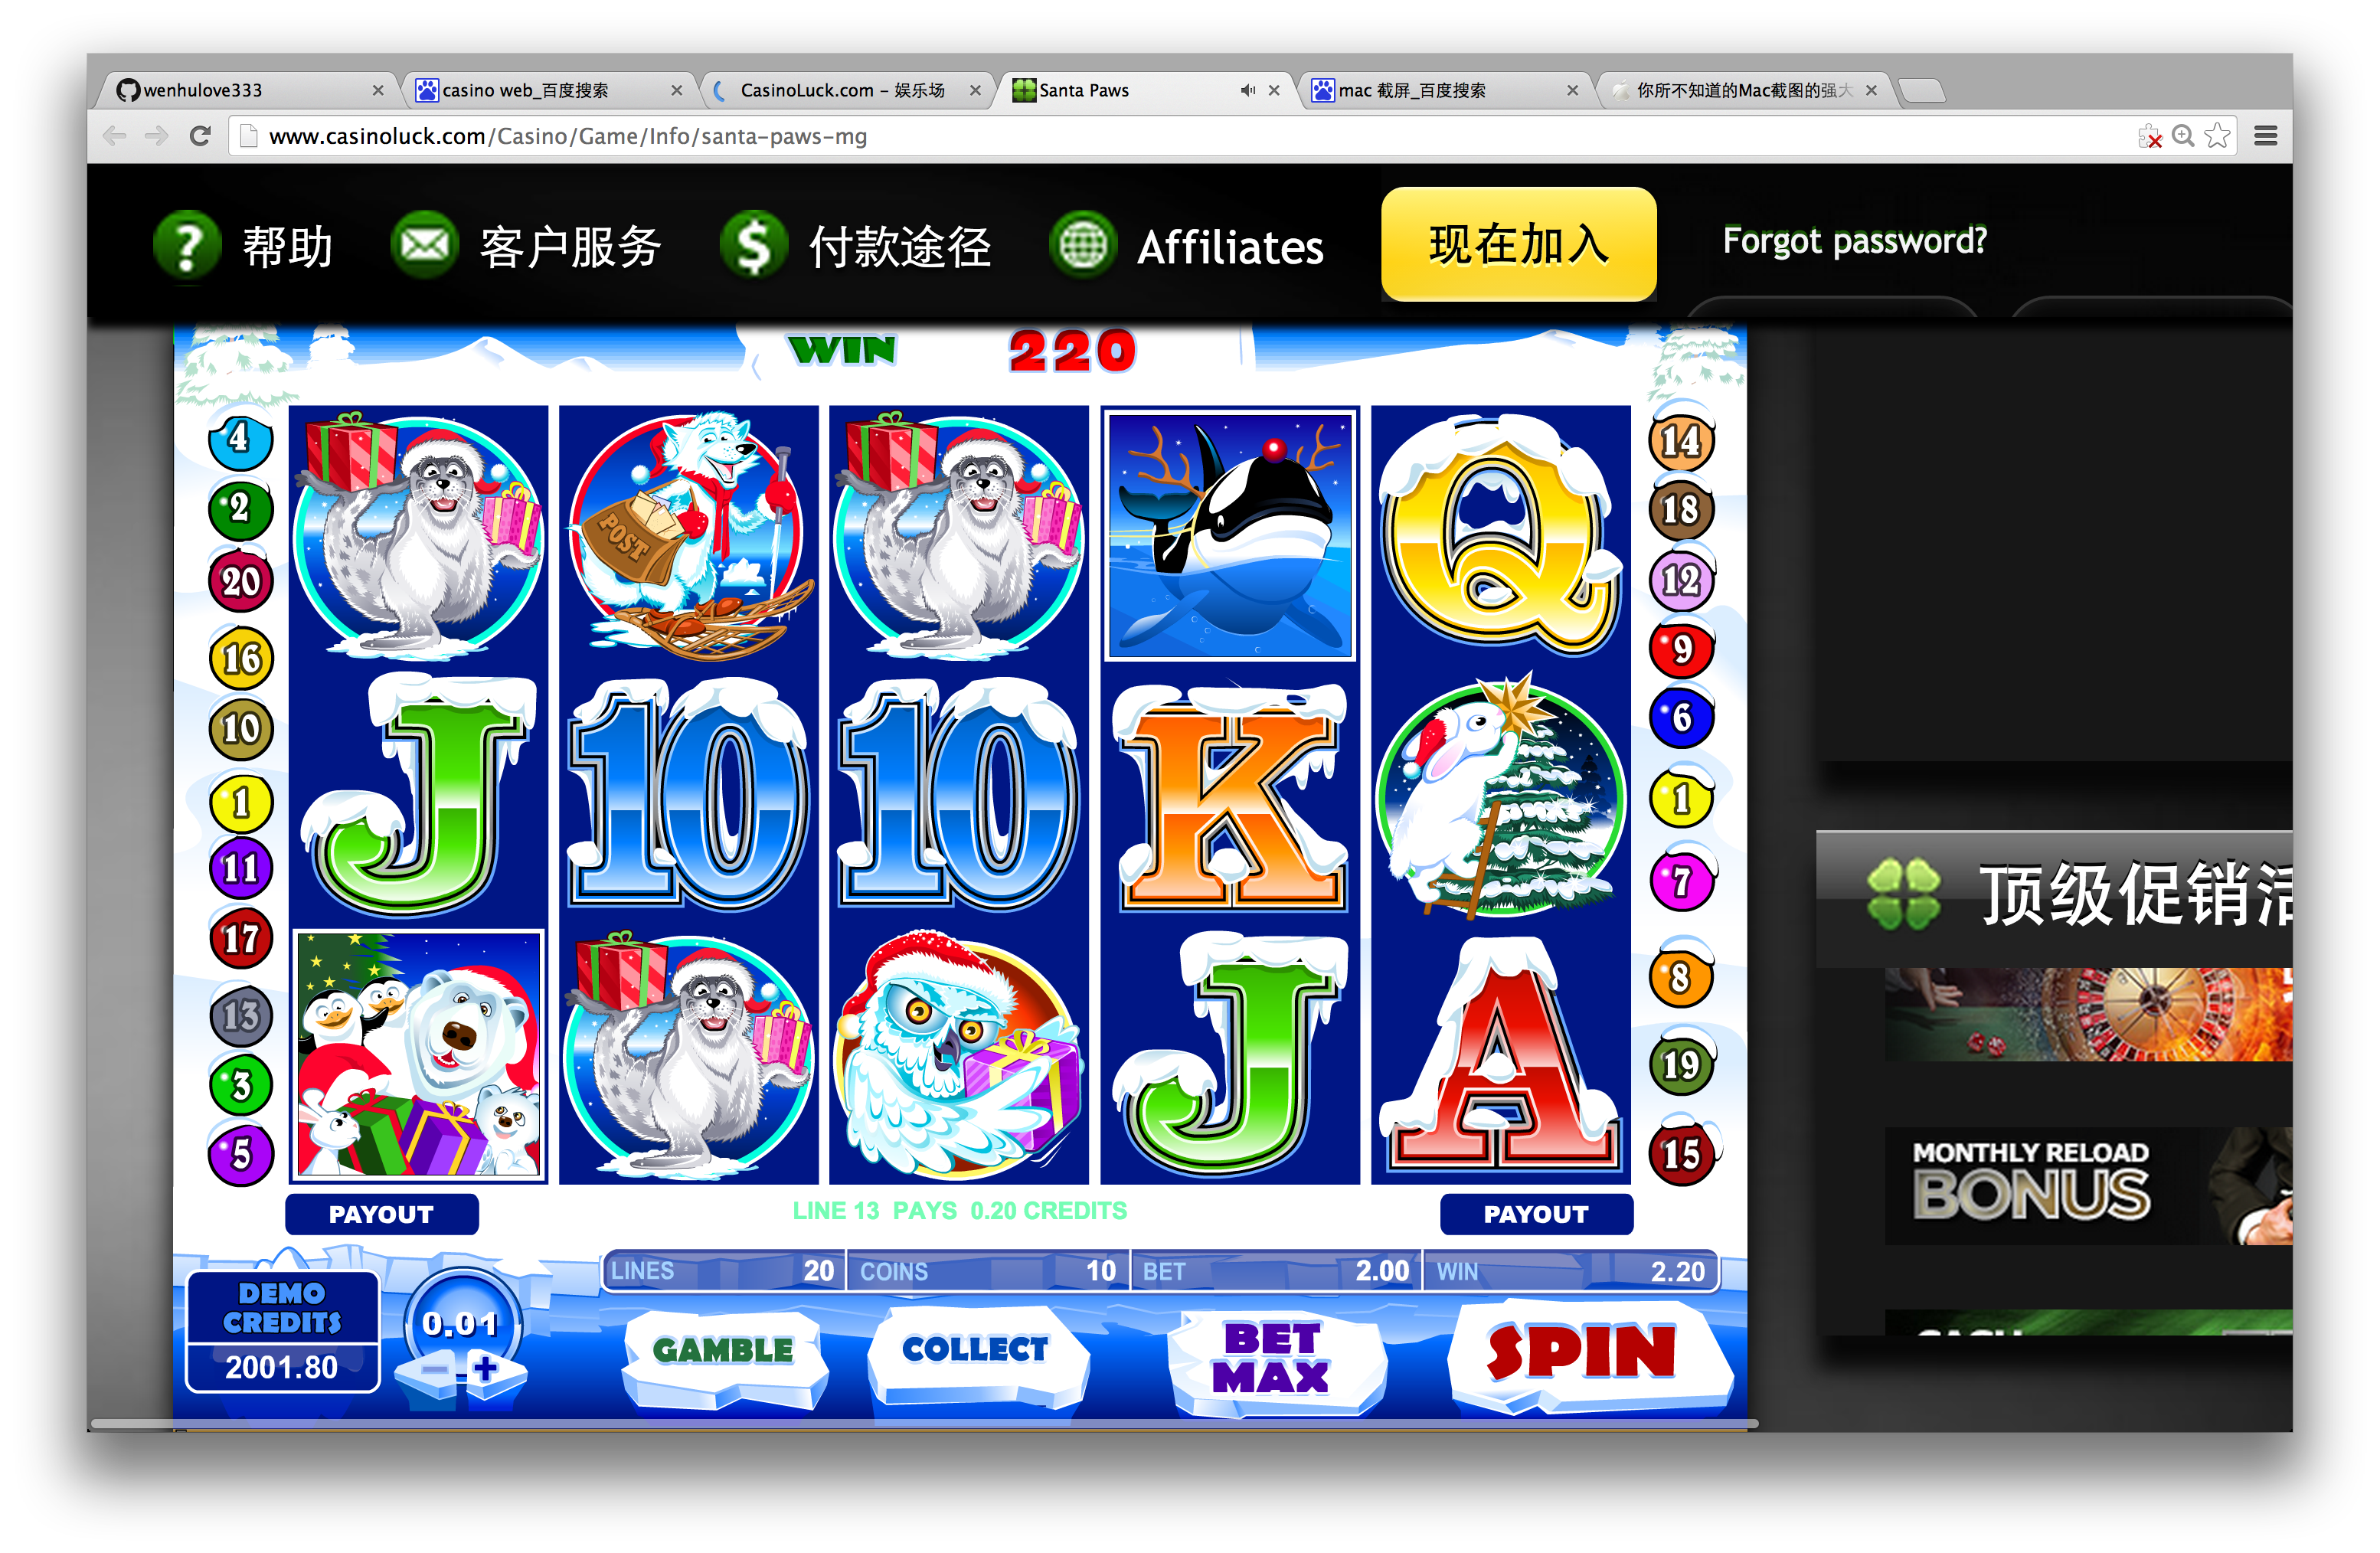 wenhulove333
casino web_百度搜索
CasinoLuck.com – 娱乐场
Santa Paws
mac 截屏_百度搜索
你所不知道的Mac截图的强大
www.casinoluck.com/Casino/Game/Info/santa-paws-mg
帮助
客户服务
付款途径
Affiliates
现在加入
Forgot password?
WIN 220
4
2
20
16
10
1
11
17
13
3
5
POST
Q
J 10 10 K
J A
14
18
12
9
6
1
7
8
19
15
顶级促销活
MONTHLY RELOAD
BONUS
CASH
PAYOUT
LINE 13 PAYS 0.20 CREDITS
PAYOUT
LINES 20 COINS 10 BET 2.00 WIN 2.20
DEMO
CREDITS
2001.80
0.01
− +
GAMBLE
COLLECT
BET
MAX
SPIN